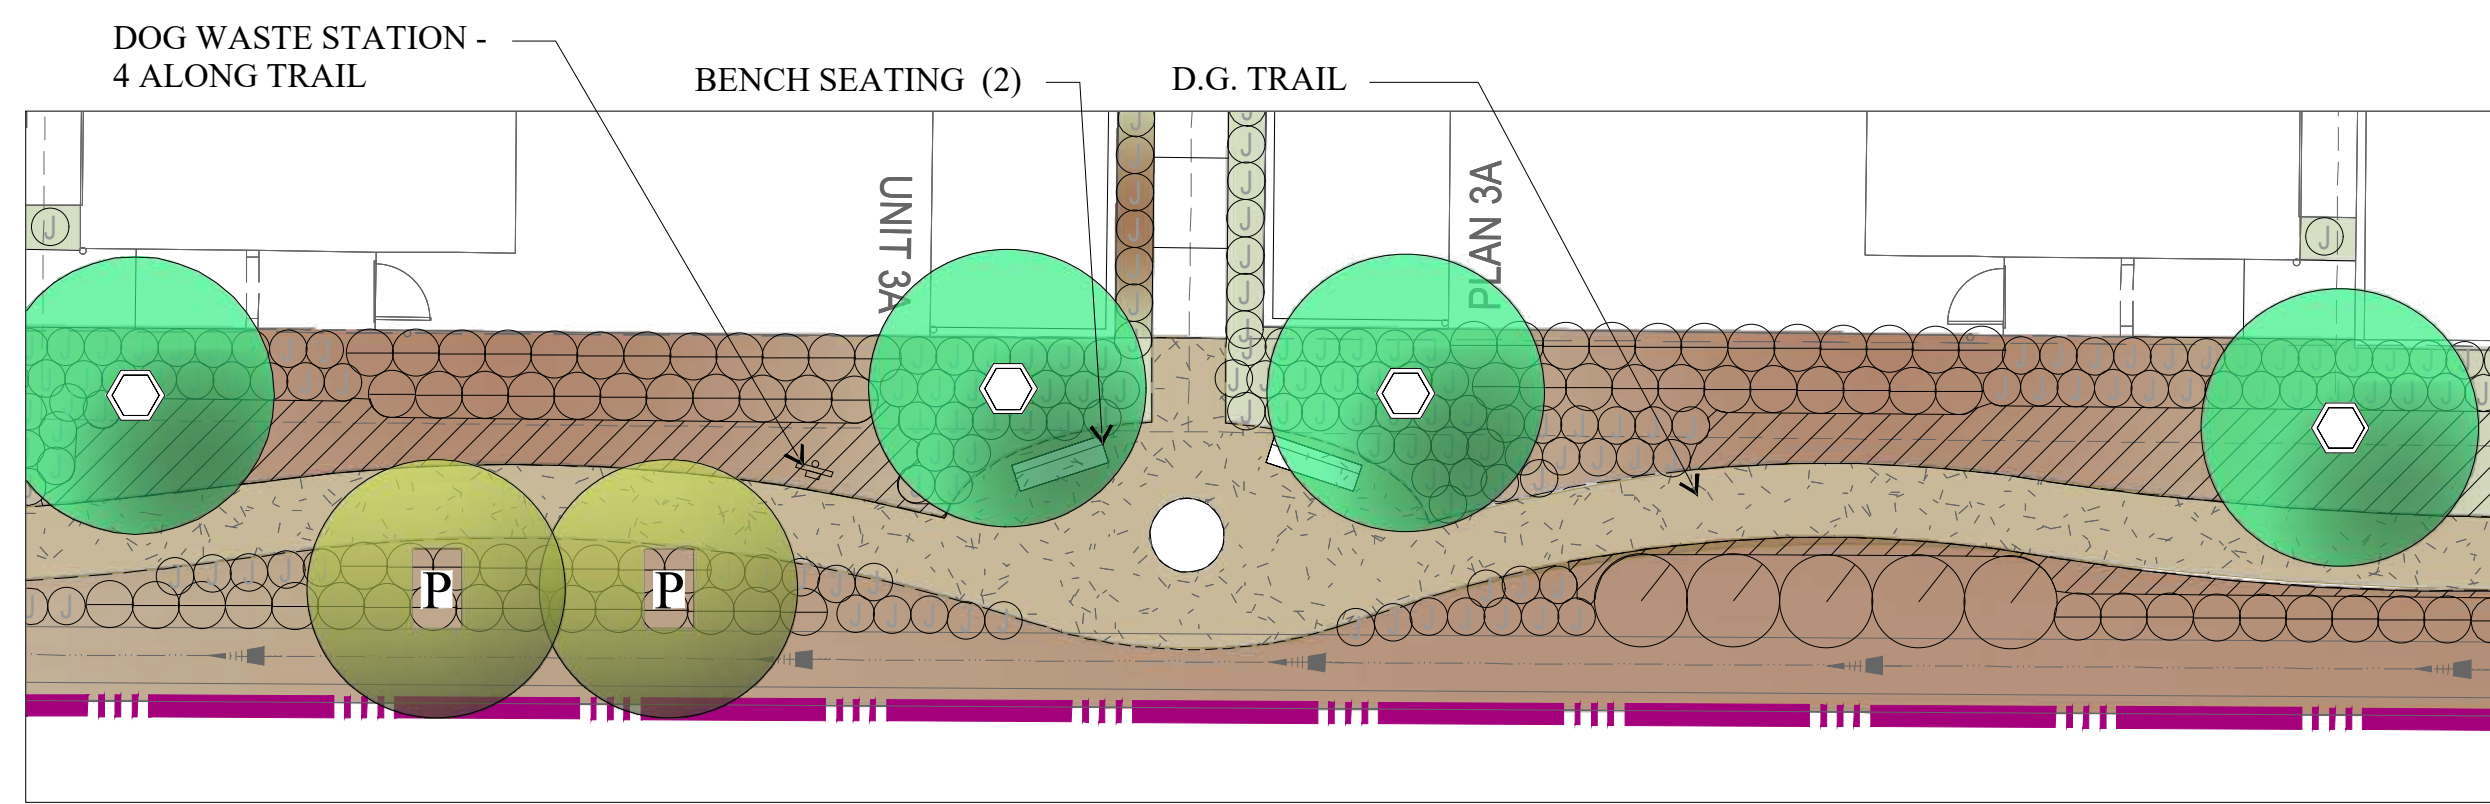 DOG WASTE STATION -
4 ALONG TRAIL
BENCH SEATING (2)
D.G. TRAIL
UNIT 3A
PLAN 3A
J J J J J J J J J J J J
P P